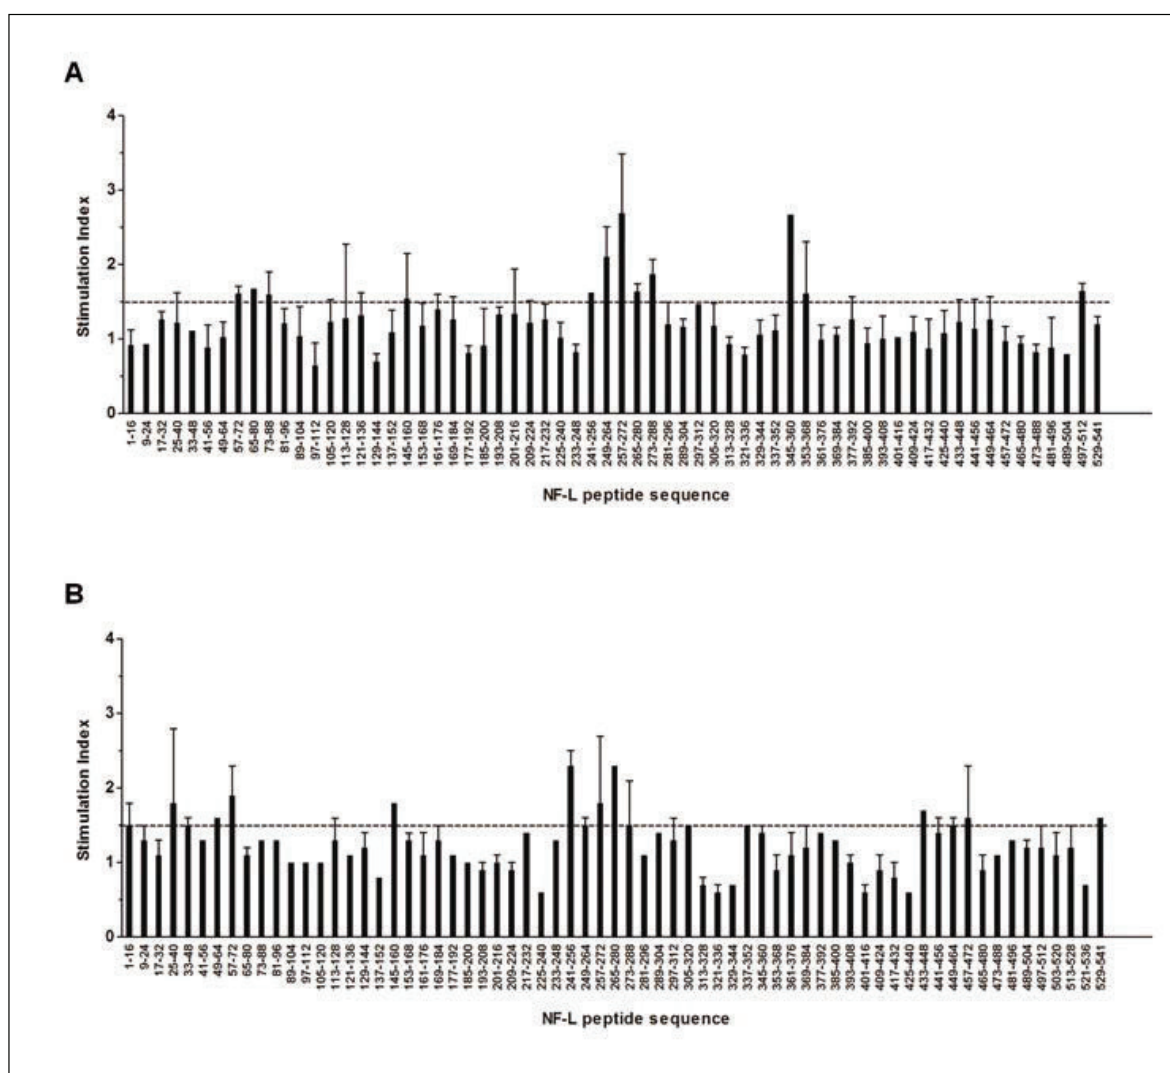 A
4
3
2
1
0
Stimulation Index
1-16 9-24 17-32 25-40 33-48 41-56 49-64 57-72 65-80 73-88 81-96 89-104 97-112 105-120 113-128 121-136 129-144 137-152 145-160 153-168 161-176 169-184 177-192 185-200 193-208 201-216 209-224 217-232 225-240 233-248 241-256 249-264 257-272 265-280 273-288 281-296 289-304 297-312 305-320 313-328 321-336 329-344 337-352 345-360 353-368 361-376 369-384 377-392 385-400 393-408 401-416 409-424 417-432 425-440 433-448 441-456 449-464 457-472 465-480 473-488 481-496 489-504 497-512 529-541
NF-L peptide sequence
B
4
3
2
1
0
Stimulation Index
1-16 9-24 17-32 25-40 33-48 41-56 49-64 57-72 65-80 73-88 81-96 89-104 97-112 105-120 113-128 121-136 129-144 137-152 145-160 153-168 161-176 169-184 177-192 185-200 193-208 201-216 209-224 217-232 225-240 233-248 241-256 249-264 257-272 265-280 273-288 281-296 289-304 297-312 305-320 313-328 321-336 329-344 337-352 345-360 353-368 361-376 369-384 377-392 385-400 393-408 401-416 409-424 417-432 425-440 433-448 441-456 449-464 457-472 465-480 473-488 481-496 489-504 497-512 503-520 513-528 521-536 529-541
NF-L peptide sequence